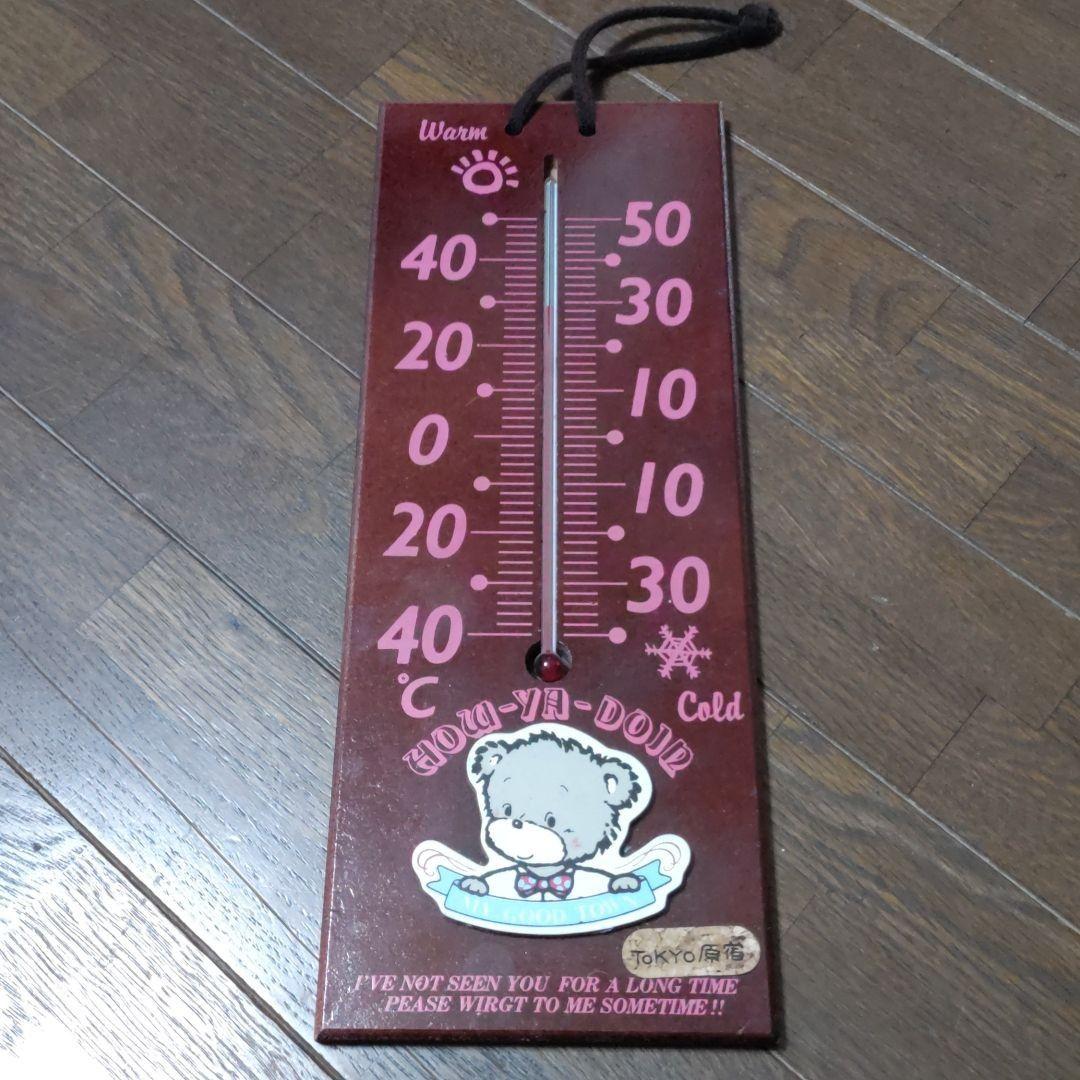 Warm
50
40
30
20
10
0
10
20
30
40
°C
Cold
HOW-YA-DOIN
MY GOOD TOWN
TOKYO原宿
I'VE NOT SEEN YOU FOR A LONG TIME
PEASE WIRGT TO ME SOMETIME!!